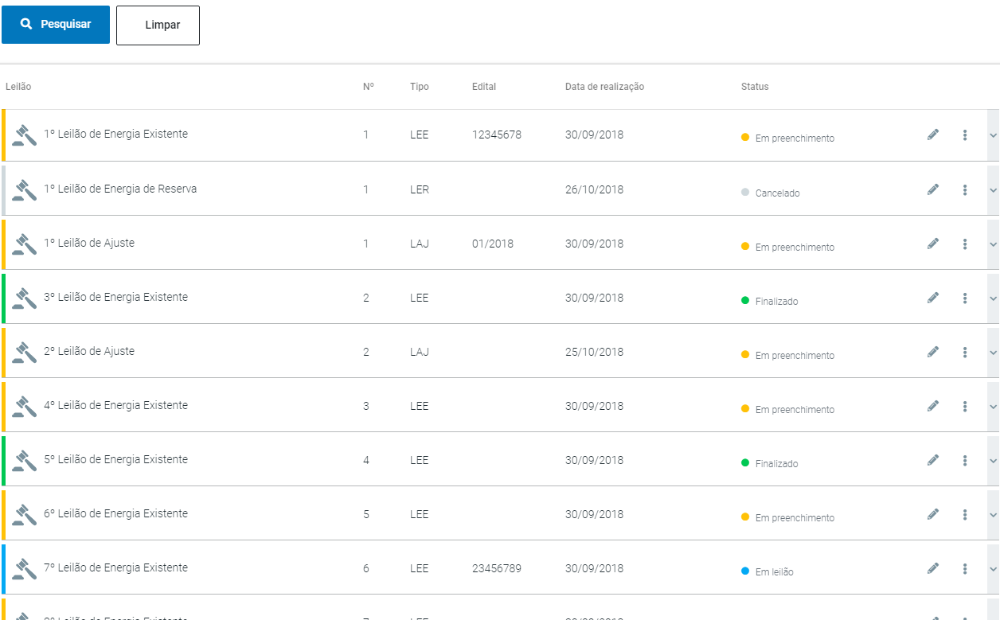 Pesquisar Limpar
Leilão Nº Tipo Edital Data de realização Status
1º Leilão de Energia Existente 1 LEE 12345678 30/09/2018 Em preenchimento
1º Leilão de Energia de Reserva 1 LER 26/10/2018 Cancelado
1º Leilão de Ajuste 1 LAJ 01/2018 30/09/2018 Em preenchimento
3º Leilão de Energia Existente 2 LEE 30/09/2018 Finalizado
2º Leilão de Ajuste 2 LAJ 25/10/2018 Em preenchimento
4º Leilão de Energia Existente 3 LEE 30/09/2018 Em preenchimento
5º Leilão de Energia Existente 4 LEE 30/09/2018 Finalizado
6º Leilão de Energia Existente 5 LEE 30/09/2018 Em preenchimento
7º Leilão de Energia Existente 6 LEE 23456789 30/09/2018 Em leilão
Leilão de Energia Existente LEE